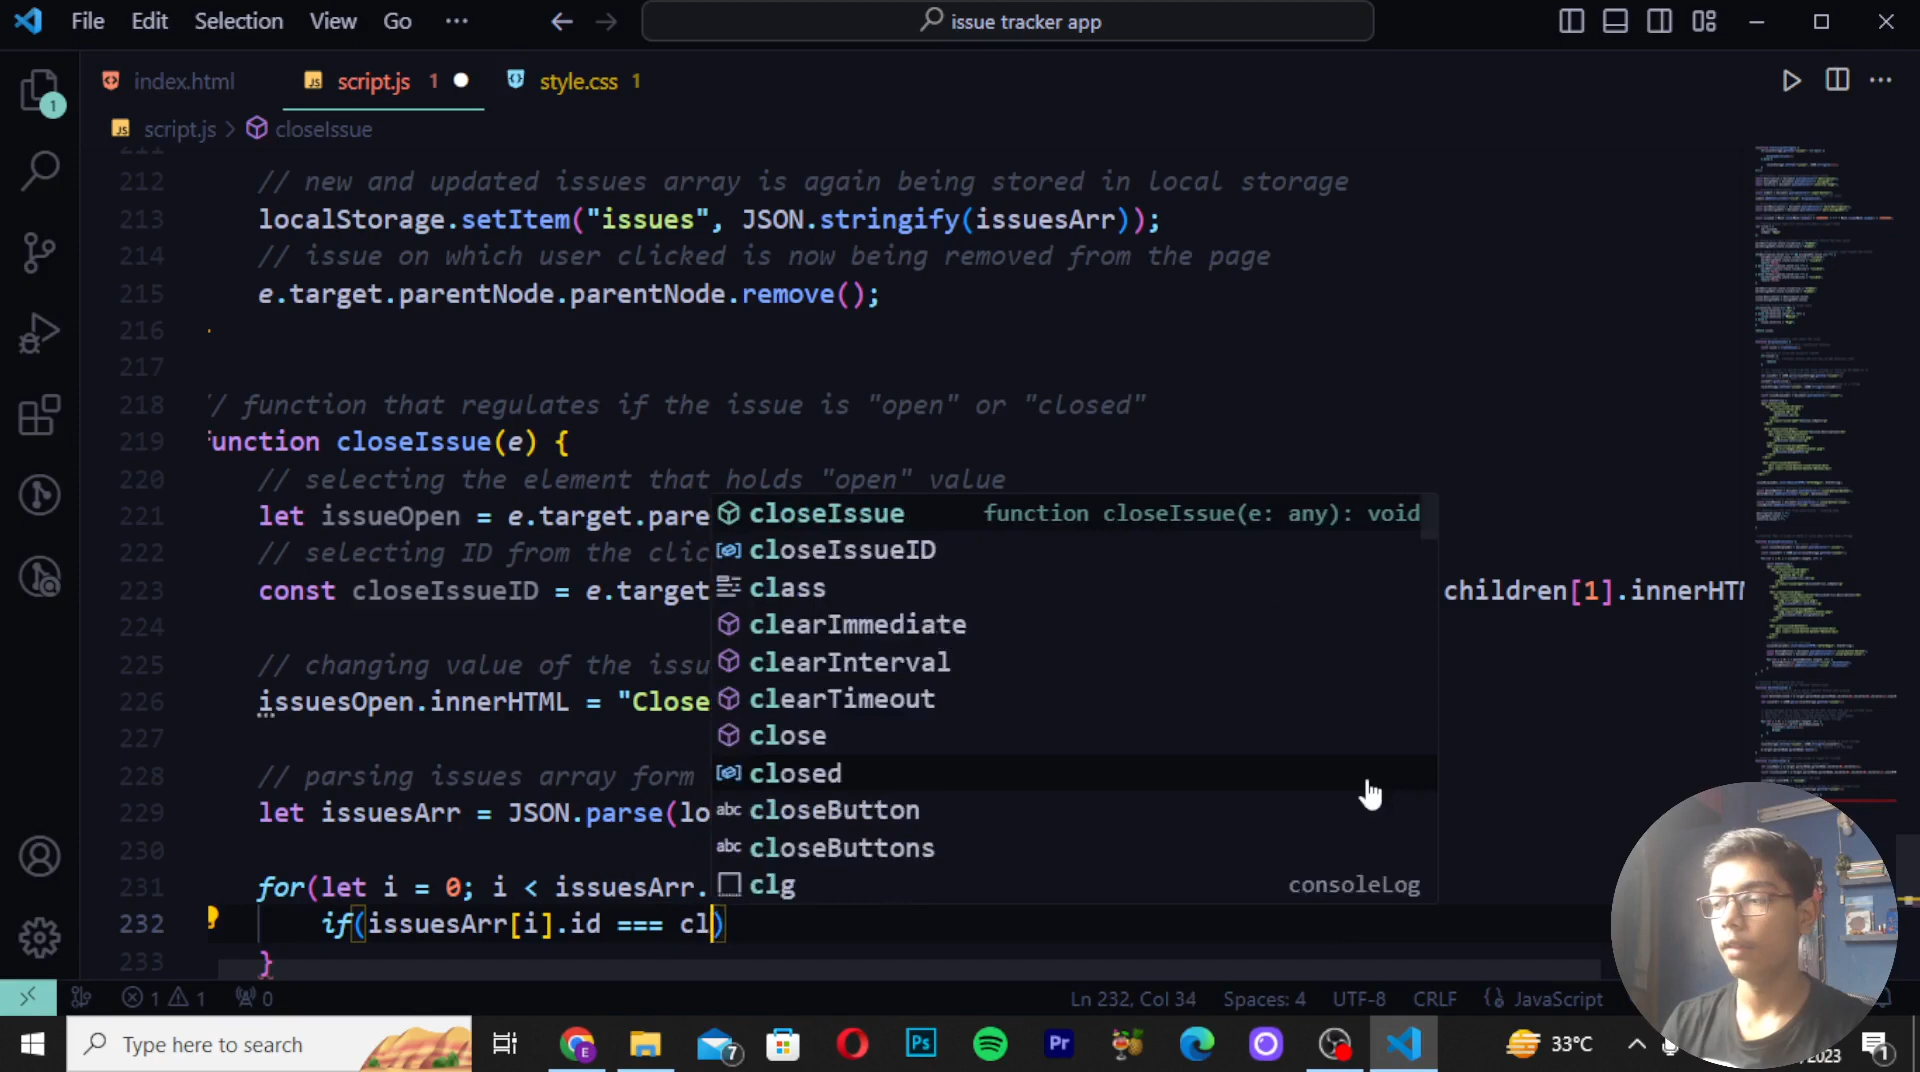 File Edit Selection View Go ··· issue tracker app
index.html script.js 1 style.css 1
script.js > closeIssue
211
212 // new and updated issues array is again being stored in local storage
213 localStorage.setItem("issues", JSON.stringify(issuesArr));
214 // issue on which user clicked is now being removed from the page
215 e.target.parentNode.parentNode.remove();
216
217
218 / function that regulates if the issue is "open" or "closed"
219 unction closeIssue(e) {
220 // selecting the element that holds "open" value
221 let issueOpen = e.target.pare
222 // selecting ID from the clic
223 const closeIssueID = e.target children[1].innerHTM
224
225 // changing value of the issu
226 issuesOpen.innerHTML = "Close
227
228 // parsing issues array form
229 let issuesArr = JSON.parse(lo
230
231 for(let i = 0; i < issuesArr.
232 if(issuesArr[i].id === cl)
233 }
closeIssue function closeIssue(e: any): void
closeIssueID
class
clearImmediate
clearInterval
clearTimeout
close
closed
abc closeButton
abc closeButtons
clg consoleLog
1 1 0 Ln 232, Col 34 Spaces: 4 UTF-8 CRLF JavaScript
Type here to search 7 Ps Pr 33°C 2023 1